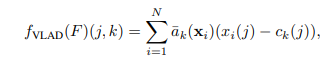 f_VLAD(F)(j, k) = \sum_{i=1}^{N} \bar{a}_k(\mathbf{x}_i)(x_i(j) − c_k(j)),